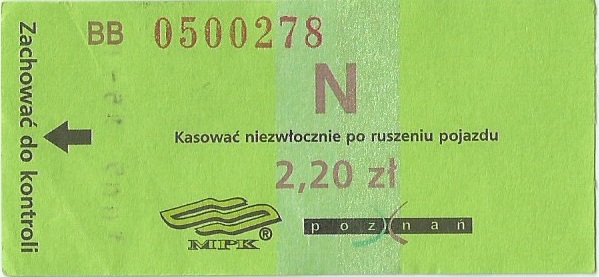 Zachować do kontroli
BB 0500278
N
Kasować niezwłocznie po ruszeniu pojazdu
2,20 zł
MPK®
poznań